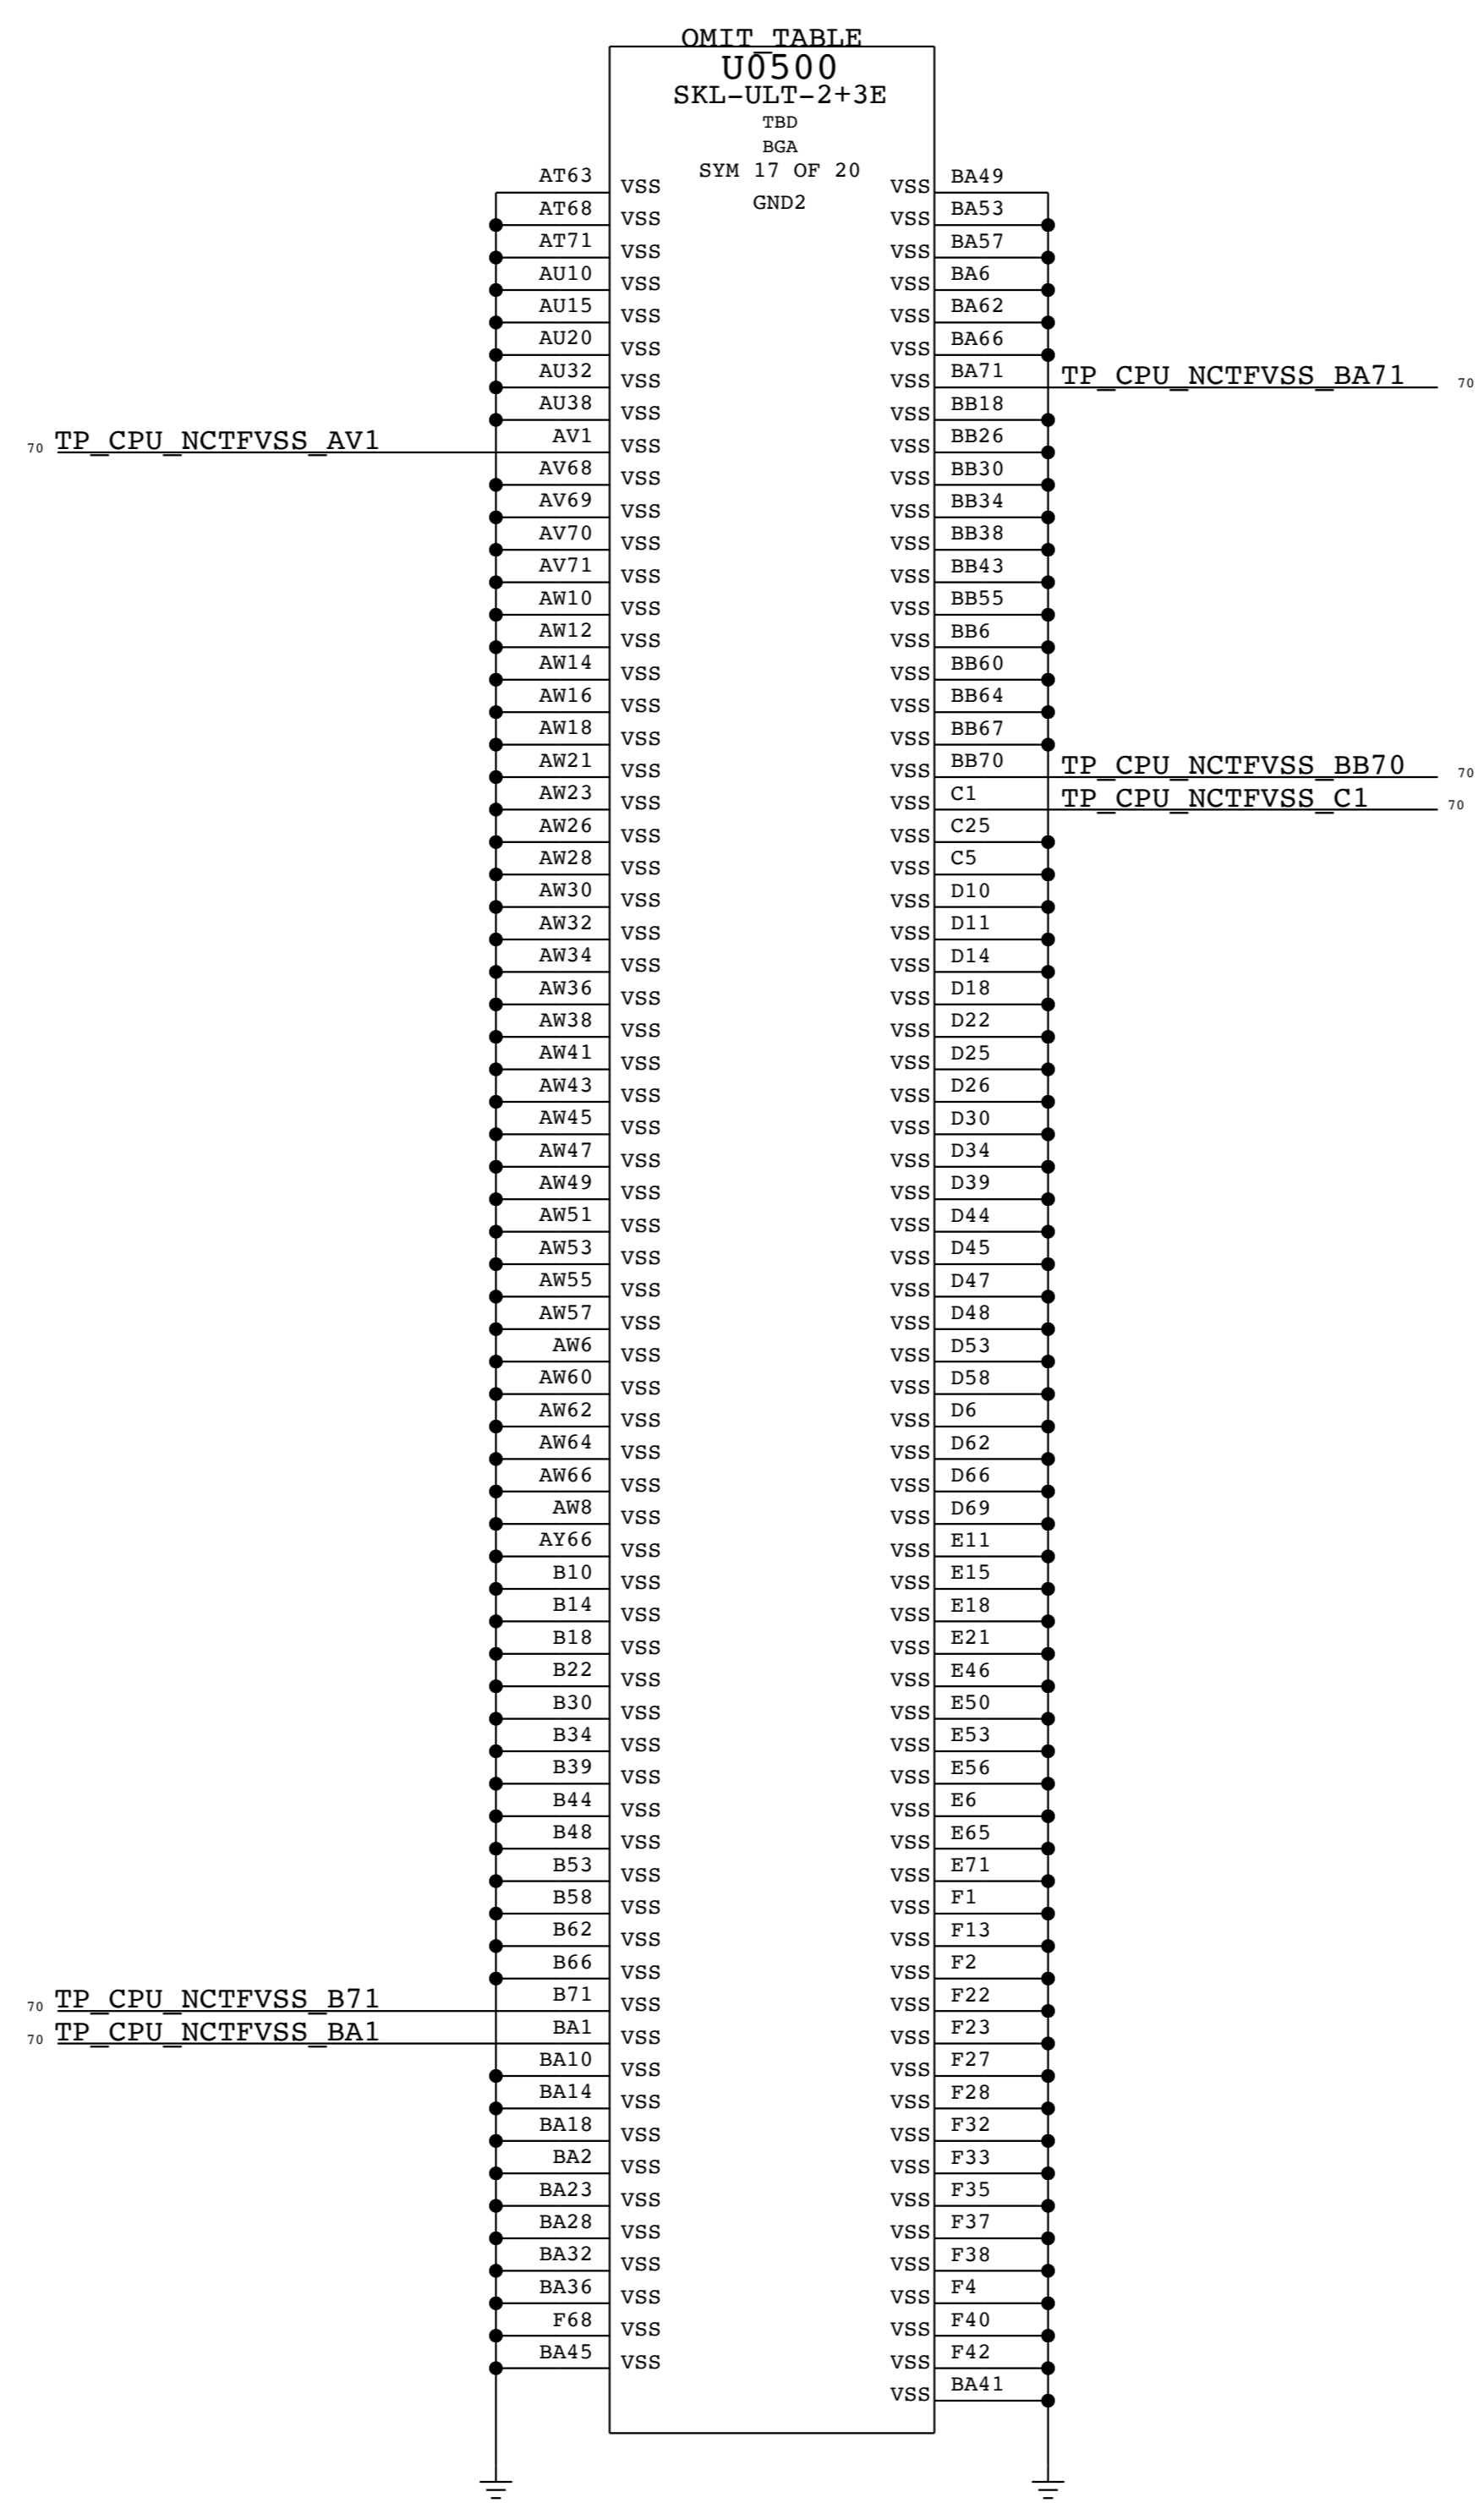 OMIT_TABLE
U0500
SKL-ULT-2+3E
TBD
BGA
SYM 17 OF 20
GND2
AT63 VSS VSS BA49
AT68 VSS VSS BA53
AT71 VSS VSS BA57
AU10 VSS VSS BA6
AU15 VSS VSS BA62
AU20 VSS VSS BA66
AU32 VSS VSS BA71 TP_CPU_NCTFVSS_BA71 70
AU38 VSS VSS BB18
70 TP_CPU_NCTFVSS_AV1 AV1 VSS VSS BB26
AV68 VSS VSS BB30
AV69 VSS VSS BB34
AV70 VSS VSS BB38
AV71 VSS VSS BB43
AW10 VSS VSS BB55
AW12 VSS VSS BB6
AW14 VSS VSS BB60
AW16 VSS VSS BB64
AW18 VSS VSS BB67
AW21 VSS VSS BB70 TP_CPU_NCTFVSS_BB70 70
AW23 VSS VSS C1 TP_CPU_NCTFVSS_C1 70
AW26 VSS VSS C25
AW28 VSS VSS C5
AW30 VSS VSS D10
AW32 VSS VSS D11
AW34 VSS VSS D14
AW36 VSS VSS D18
AW38 VSS VSS D22
AW41 VSS VSS D25
AW43 VSS VSS D26
AW45 VSS VSS D30
AW47 VSS VSS D34
AW49 VSS VSS D39
AW51 VSS VSS D44
AW53 VSS VSS D45
AW55 VSS VSS D47
AW57 VSS VSS D48
AW6 VSS VSS D53
AW60 VSS VSS D58
AW62 VSS VSS D6
AW64 VSS VSS D62
AW66 VSS VSS D66
AW8 VSS VSS D69
AY66 VSS VSS E11
B10 VSS VSS E15
B14 VSS VSS E18
B18 VSS VSS E21
B22 VSS VSS E46
B30 VSS VSS E50
B34 VSS VSS E53
B39 VSS VSS E56
B44 VSS VSS E6
B48 VSS VSS E65
B53 VSS VSS E71
B58 VSS VSS F1
B62 VSS VSS F13
B66 VSS VSS F2
70 TP_CPU_NCTFVSS_B71 B71 VSS VSS F22
70 TP_CPU_NCTFVSS_BA1 BA1 VSS VSS F23
BA10 VSS VSS F27
BA14 VSS VSS F28
BA18 VSS VSS F32
BA2 VSS VSS F33
BA23 VSS VSS F35
BA28 VSS VSS F37
BA32 VSS VSS F38
BA36 VSS VSS F4
F68 VSS VSS F40
BA45 VSS VSS F42
VSS BA41